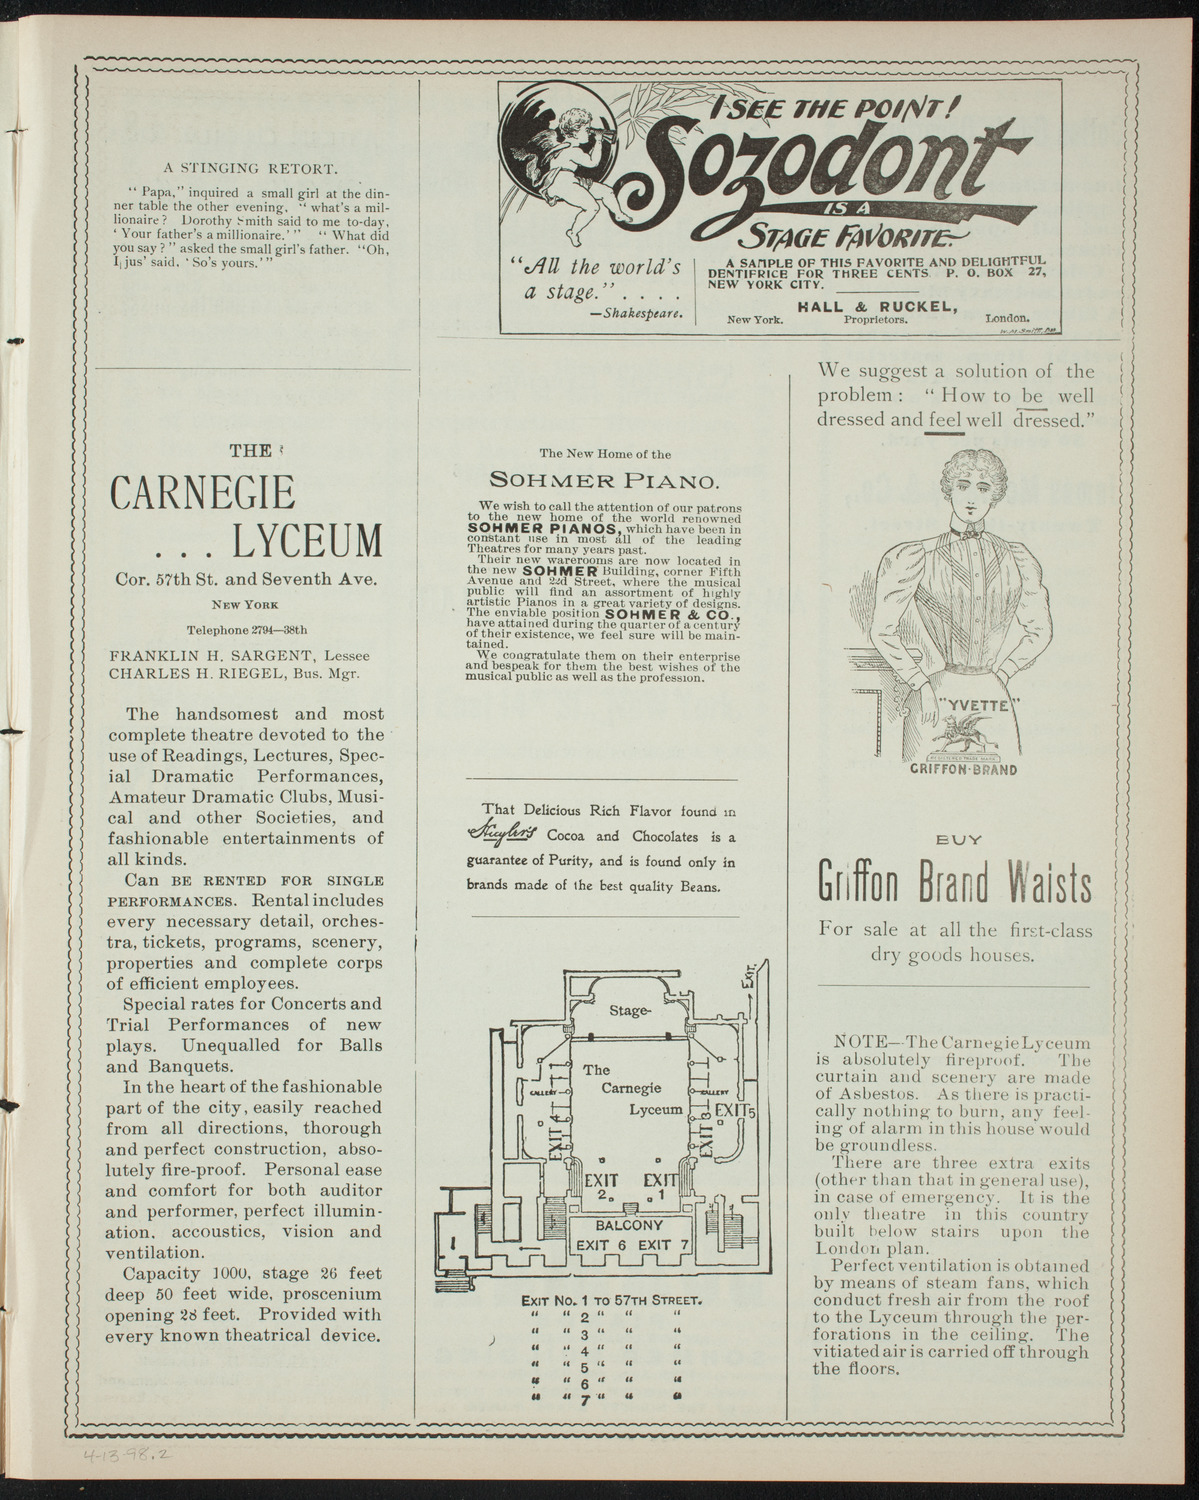 A STINGING RETORT.
“ Papa,” inquired a small girl at the din-
ner table the other evening, “ what's a mil-
lionaire ? Dorothy Smith said to me to-day,
‘ Your father's a millionaire.’ ” “ What did
you say ? ” asked the small girl's father. “Oh,
I jus' said, ‘ So's yours.’ ”
I SEE THE POINT!
Sozodont
IS A
STAGE FAVORITE.
“All the world's
a stage.” . . . .
—Shakespeare.
A SAMPLE OF THIS FAVORITE AND DELIGHTFUL
DENTIFRICE FOR THREE CENTS. P. O. BOX 27,
NEW YORK CITY.
HALL & RUCKEL,
New York. Proprietors. London.
THE
CARNEGIE
. . . LYCEUM
Cor. 57th St. and Seventh Ave.
NEW YORK
Telephone 2794—38th
FRANKLIN H. SARGENT, Lessee
CHARLES H. RIEGEL, Bus. Mgr.
The handsomest and most
complete theatre devoted to the
use of Readings, Lectures, Spec-
ial Dramatic Performances,
Amateur Dramatic Clubs, Musi-
cal and other Societies, and
fashionable entertainments of
all kinds.
Can BE RENTED FOR SINGLE
PERFORMANCES. Rental includes
every necessary detail, orches-
tra, tickets, programs, scenery,
properties and complete corps
of efficient employees.
Special rates for Concerts and
Trial Performances of new
plays. Unequalled for Balls
and Banquets.
In the heart of the fashionable
part of the city, easily reached
from all directions, thorough
and perfect construction, abso-
lutely fire-proof. Personal ease
and comfort for both auditor
and performer, perfect illumin-
ation, accoustics, vision and
ventilation.
Capacity 1000, stage 26 feet
deep 50 feet wide, proscenium
opening 28 feet. Provided with
every known theatrical device.
The New Home of the
SOHMER PIANO.
We wish to call the attention of our patrons
to the new home of the world renowned
SOHMER PIANOS, which have been in
constant use in most all of the leading
Theatres for many years past.
Their new warerooms are now located in
the new SOHMER Building, corner Fifth
Avenue and 22d Street, where the musical
public will find an assortment of highly
artistic Pianos in a great variety of designs.
The enviable position SOHMER & CO.,
have attained during the quarter of a century
of their existence, we feel sure will be main-
tained.
We congratulate them on their enterprise
and bespeak for them the best wishes of the
musical public as well as the profession.
That Delicious Rich Flavor found in
Huyler's Cocoa and Chocolates is a
guarantee of Purity, and is found only in
brands made of the best quality Beans.
EXIT.
Stage-
The
Carnegie
Lyceum
GALLERY
GALLERY
EXIT 4
EXIT 3
EXIT 5
EXIT EXIT
2 1
BALCONY
EXIT 6 EXIT 7
EXIT NO. 1 TO 57TH STREET.
“ “ 2 “ “ “
“ “ 3 “ “ “
“ “ 4 “ “ “
“ “ 5 “ “ “
“ “ 6 “ “ “
“ “ 7 “ “ “
We suggest a solution of the
problem : “ How to be well
dressed and feel well dressed.”
“YVETTE”
REGISTERED TRADE MARK
GRIFFON-BRAND
BUY
Griffon Brand Waists
For sale at all the first-class
dry goods houses.
NOTE—The Carnegie Lyceum
is absolutely fireproof. The
curtain and scenery are made
of Asbestos. As there is practi-
cally nothing to burn, any feel-
ing of alarm in this house would
be groundless.
There are three extra exits
(other than that in general use),
in case of emergency. It is the
only theatre in this country
built below stairs upon the
London plan.
Perfect ventilation is obtained
by means of steam fans, which
conduct fresh air from the roof
to the Lyceum through the per-
forations in the ceiling. The
vitiated air is carried off through
the floors.
4-13-98.2